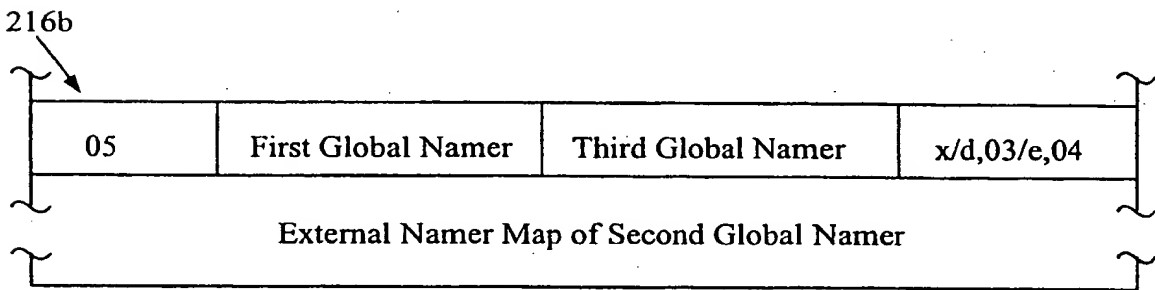 216b
05 First Global Namer Third Global Namer x/d,03/e,04
External Namer Map of Second Global Namer